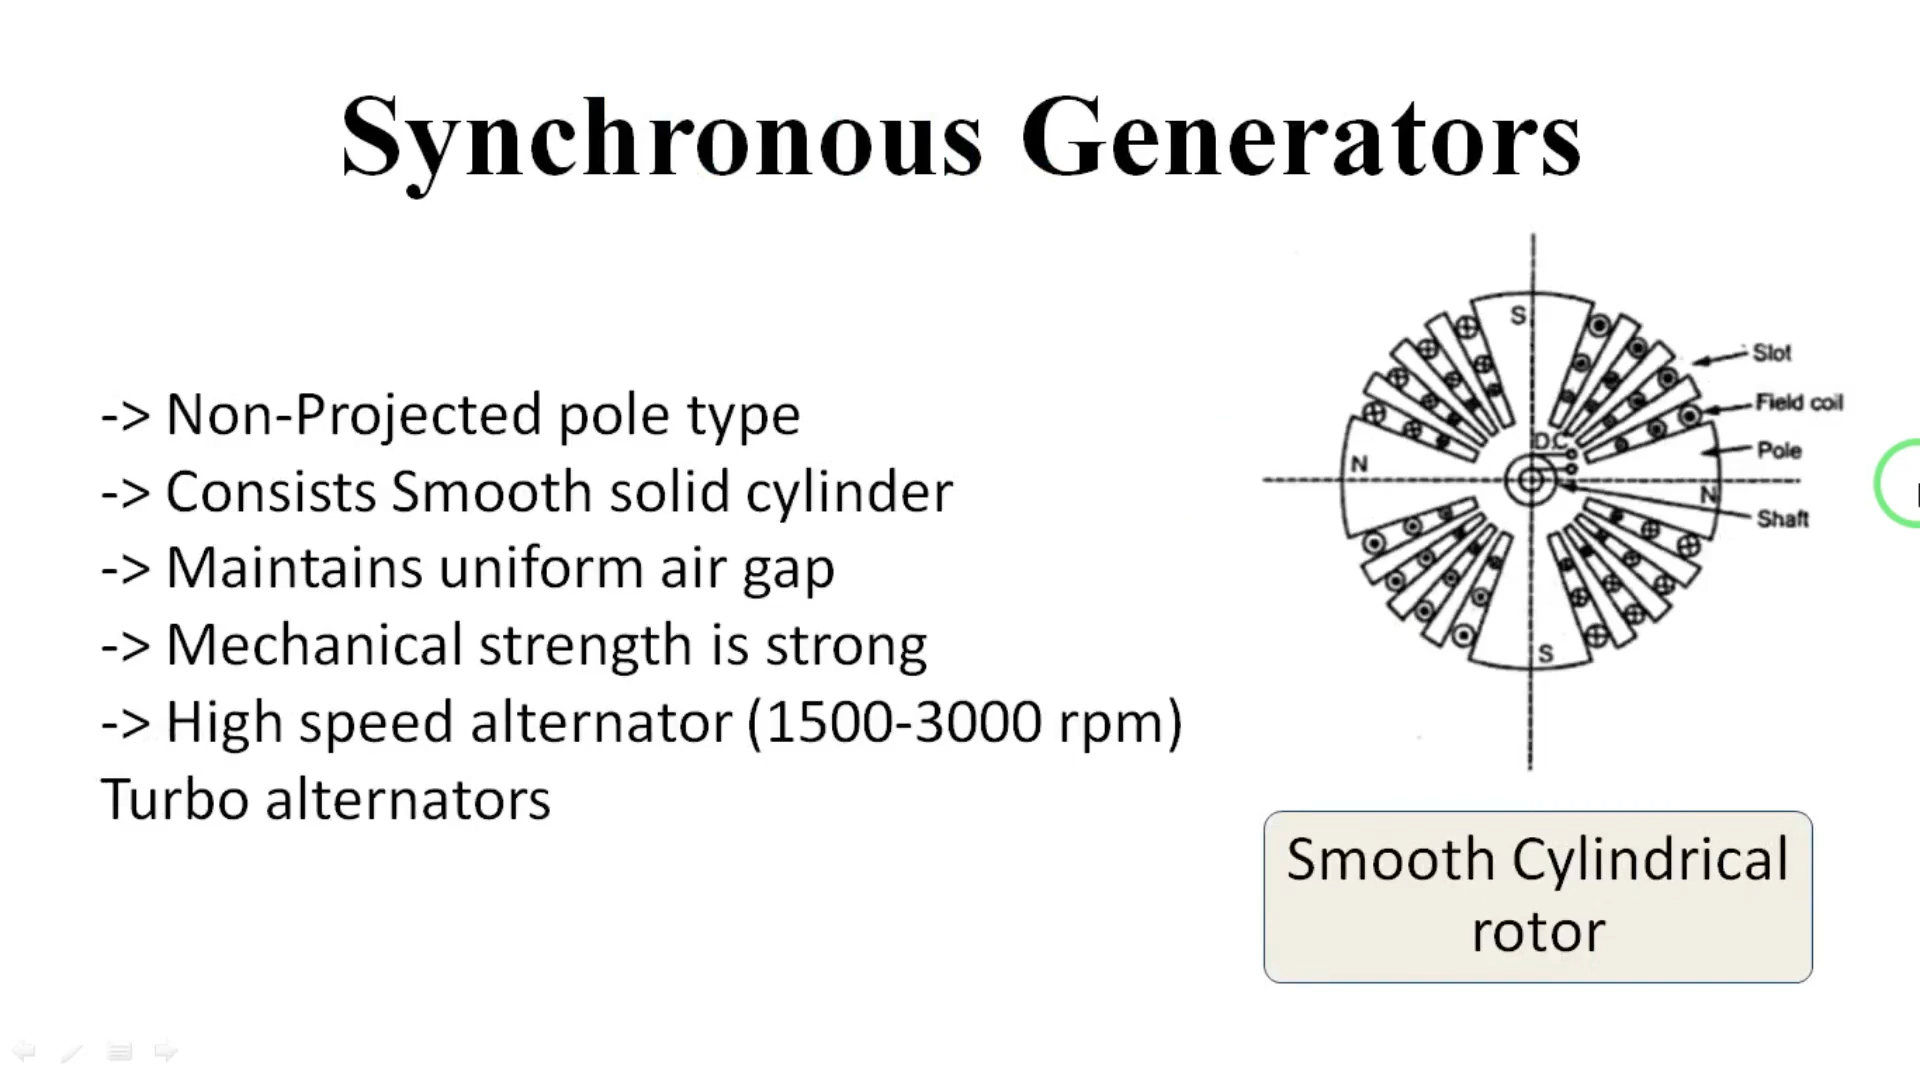 Synchronous Generators
-> Non-Projected pole type
-> Consists Smooth solid cylinder
-> Maintains uniform air gap
-> Mechanical strength is strong
-> High speed alternator (1500-3000 rpm)
Turbo alternators
S
Slot
Field coil
D.C.
Pole
N
N
Shaft
S
Smooth Cylindrical
rotor